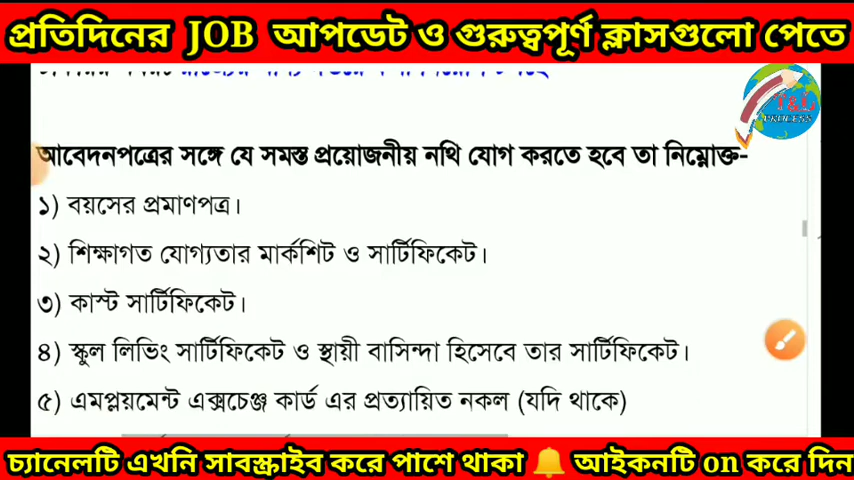 প্রতিদিনের JOB আপডেট ও গুরুত্বপূর্ণ ক্লাসগুলো পেতে
T&L
PROCESS
আবেদনপত্রের সঙ্গে যে সমস্ত প্রয়োজনীয় নথি যোগ করতে হবে তা নিম্নোক্ত-
১) বয়সের প্রমাণপত্র।
২) শিক্ষাগত যোগ্যতার মার্কশিট ও সার্টিফিকেট।
৩) কাস্ট সার্টিফিকেট।
৪) স্কুল লিভিং সার্টিফিকেট ও স্থায়ী বাসিন্দা হিসেবে তার সার্টিফিকেট।
৫) এমপ্লয়মেন্ট এক্সচেঞ্জ কার্ড এর প্রত্যায়িত নকল (যদি থাকে)
চ্যানেলটি এখনি সাবস্ক্রাইব করে পাশে থাকা 🔔 আইকনটি on করে দিন